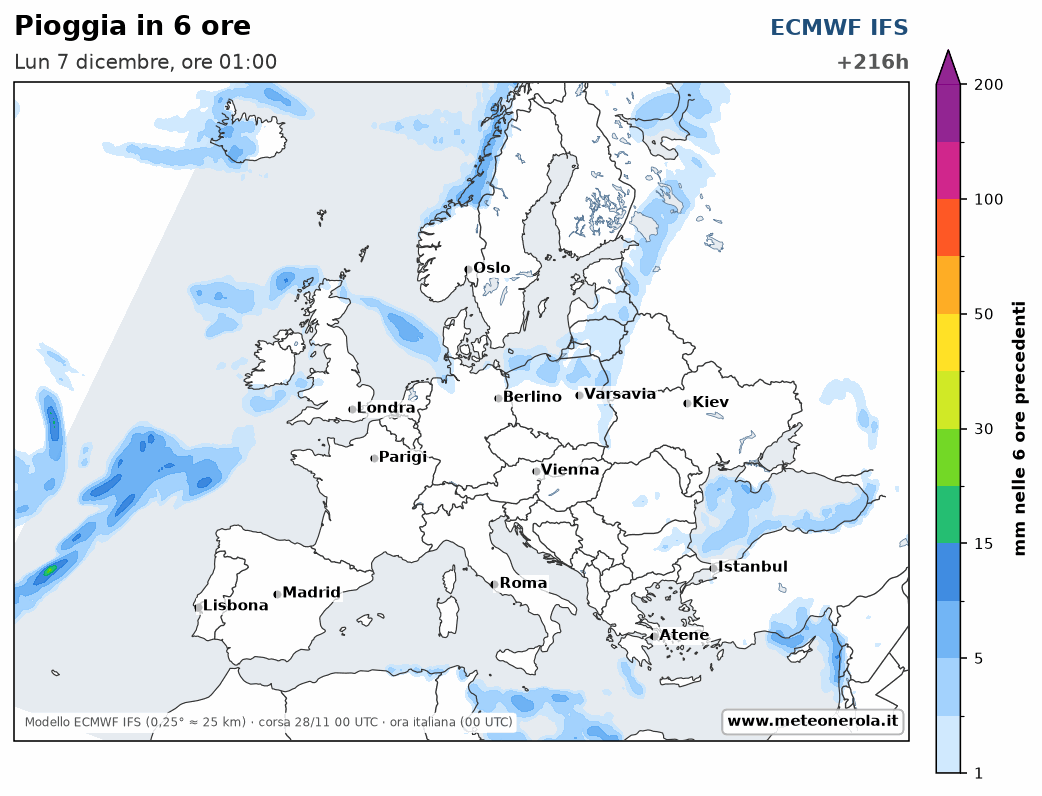 Pioggia in 6 ore
ECMWF IFS
Lun 7 dicembre, ore 01:00
+216h
200
100
50
30
15
5
1
mm nelle 6 ore precedenti
Oslo
Berlino
Varsavia
Kiev
Londra
Parigi
Vienna
Istanbul
Roma
Madrid
Lisbona
Atene
Modello ECMWF IFS (0,25° ≈ 25 km) · corsa 28/11 00 UTC · ora italiana (00 UTC)
www.meteonerola.it